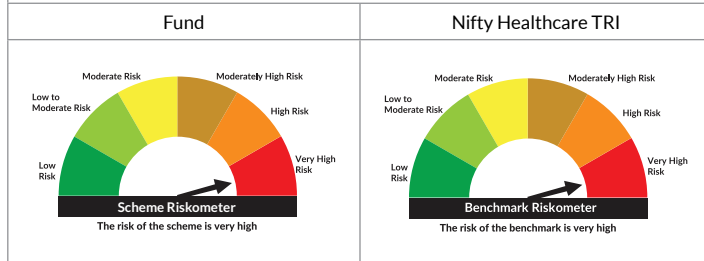 Fund
Nifty Healthcare TRI
Moderate Risk
Moderately High Risk
Low to
Moderate Risk
High Risk
Low
Risk
Very High
Risk
Scheme Riskometer
The risk of the scheme is very high
Moderate Risk
Moderately High Risk
Low to
Moderate Risk
High Risk
Low
Risk
Very High
Risk
Benchmark Riskometer
The risk of the benchmark is very high